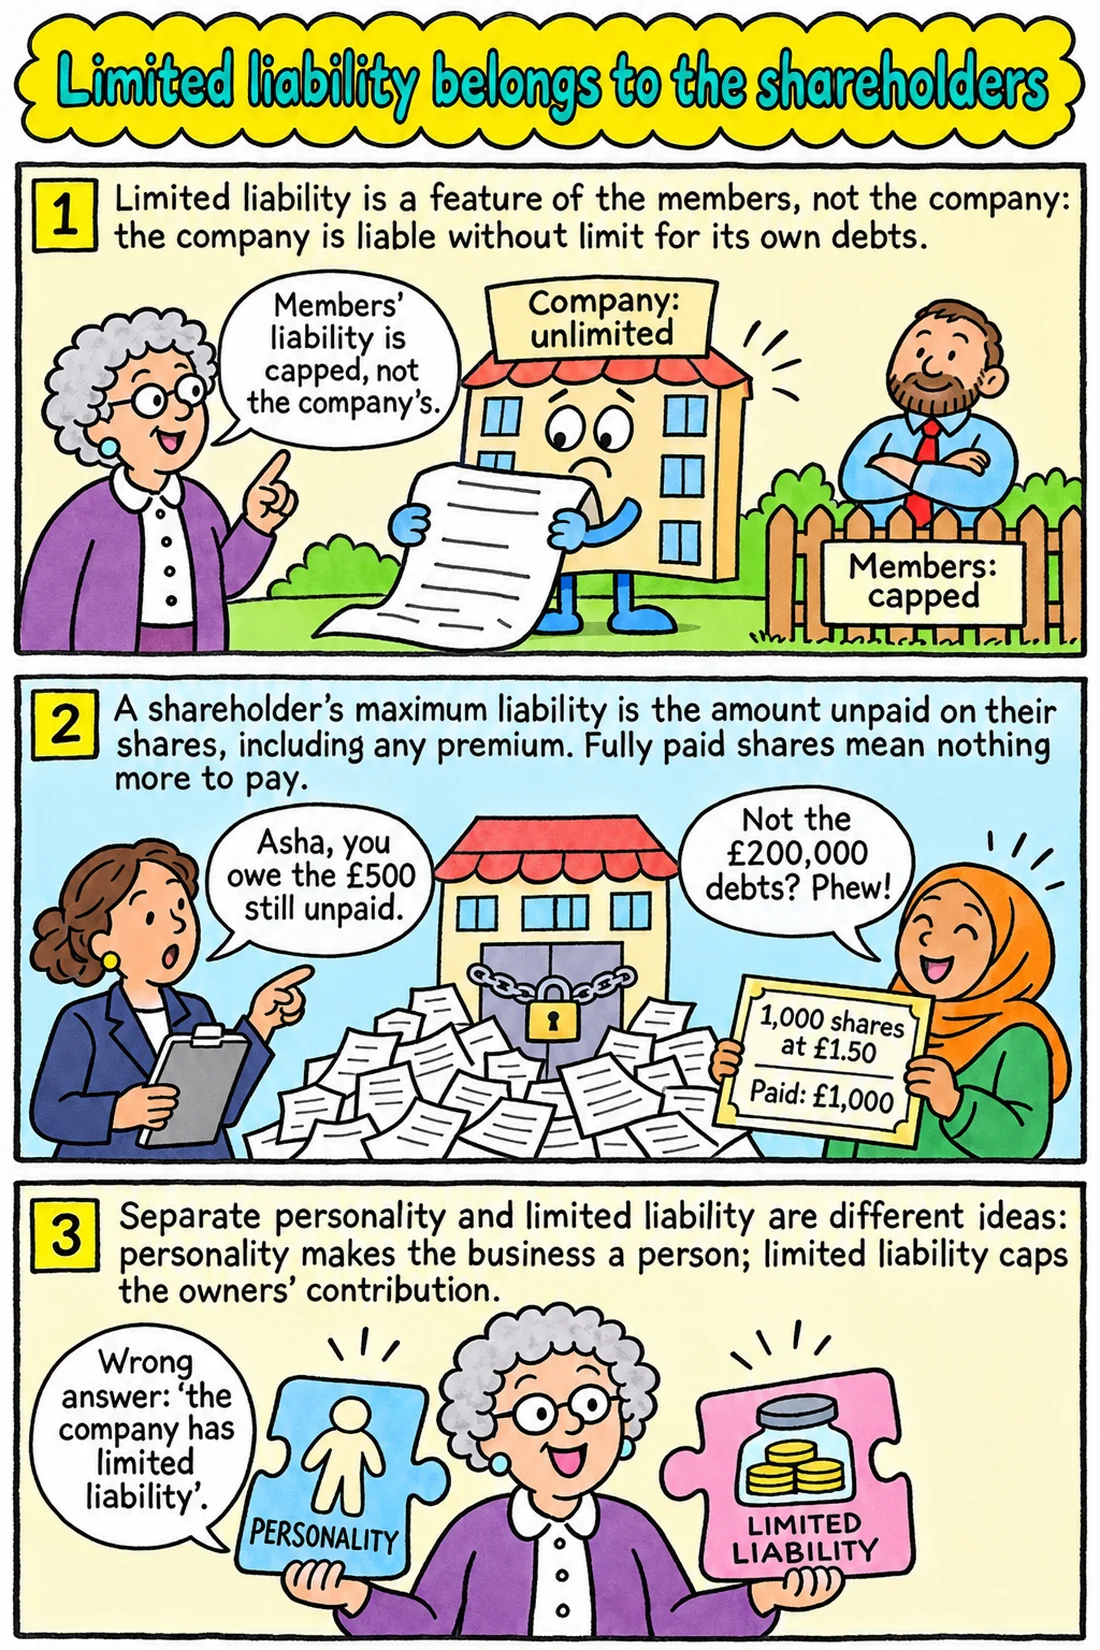 Limited liability belongs to the shareholders
1
Limited liability is a feature of the members, not the company:
the company is liable without limit for its own debts.
Members'
liability is
capped, not
the company's.
Company:
unlimited
Members:
capped
2
A shareholder's maximum liability is the amount unpaid on their
shares, including any premium. Fully paid shares mean nothing
more to pay.
Asha, you
owe the £500
still unpaid.
Not the
£200,000
debts? Phew!
1,000 shares
at £1.50
Paid: £1,000
3
Separate personality and limited liability are different ideas:
personality makes the business a person; limited liability caps
the owners' contribution.
Wrong
answer: 'the
company has
limited
liability'.
PERSONALITY
LIMITED
LIABILITY